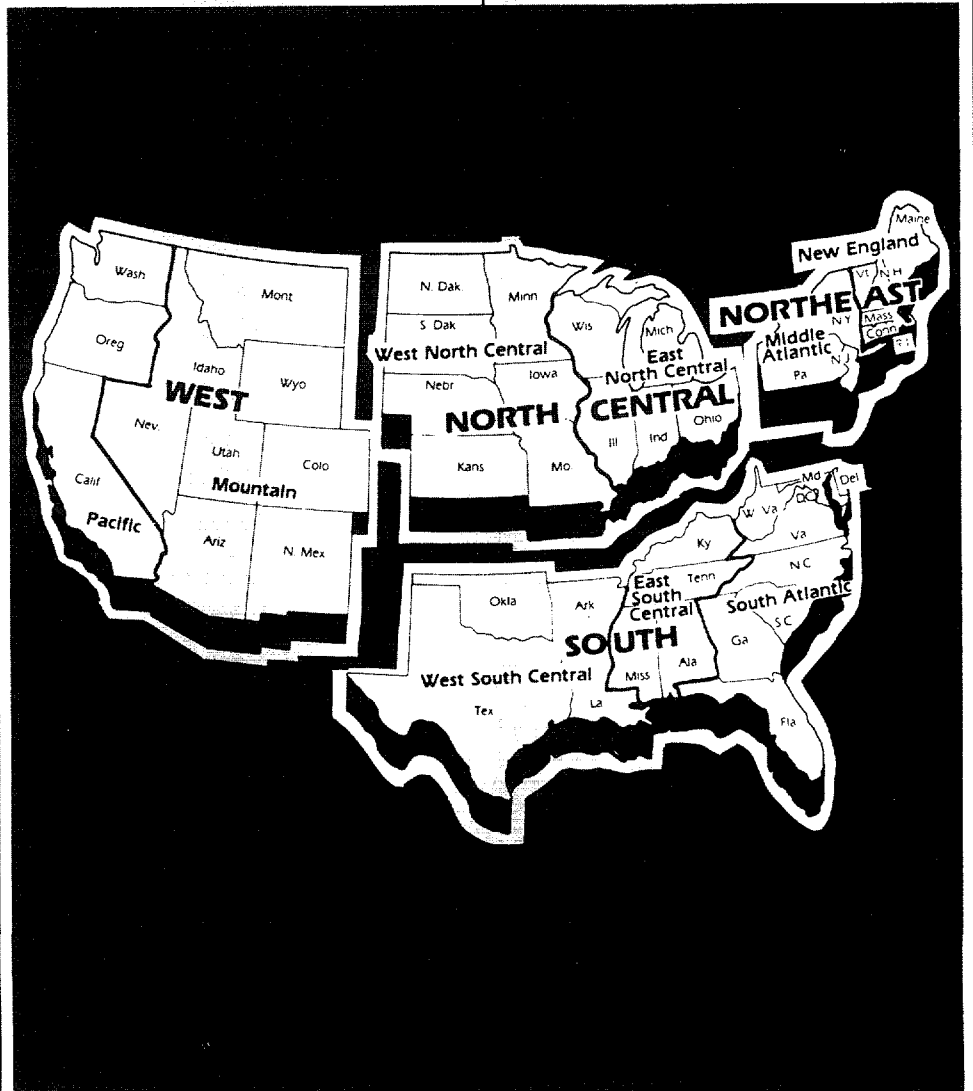 Maine
New England
Vt NH
NORTHEAST
NY Mass
Conn
R I
Middle
Atlantic
N J
Pa
Wash
Mont
Oreg
Idaho
Wyo
WEST
Nev.
Utah
Colo
Mountain
Calif
Pacific
Ariz
N. Mex
N. Dak
Minn
S Dak
Wis
Mich
West North Central
East
North Central
Nebr
Iowa
NORTH CENTRAL
Ill
Ind
Ohio
Kans
Mo
Md
Del
DC
W Va
Va
Ky
N C
East
South
Central
Tenn
South Atlantic
S C
Okla
Ark
SOUTH
Ga
Ala
Miss
West South Central
Tex
La
Fla